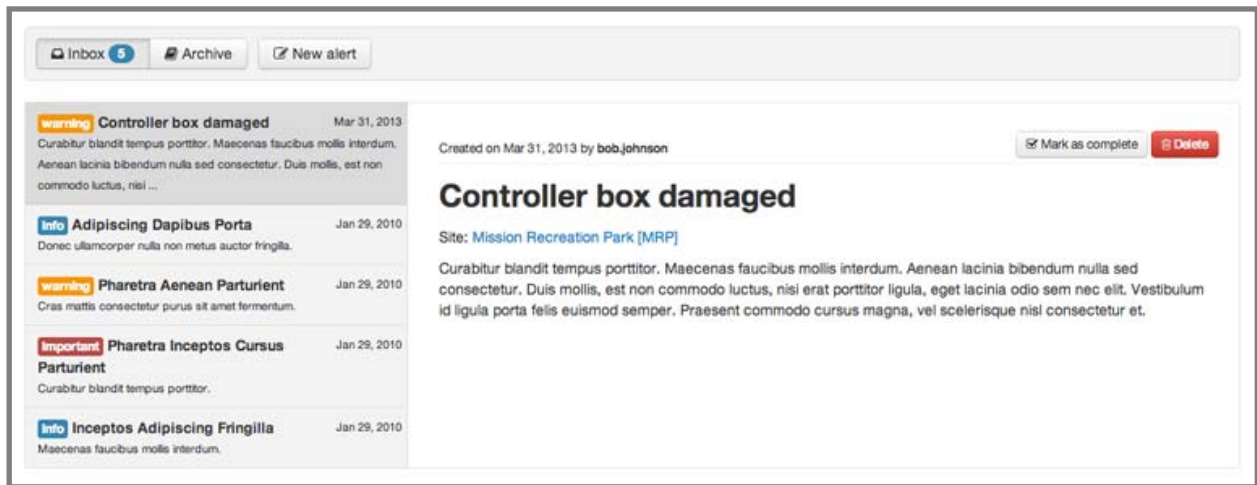 Inbox 5 Archive New alert
warning Controller box damaged Mar 31, 2013
Curabitur blandit tempus porttitor. Maecenas faucibus mollis interdum.
Aenean lacinia bibendum nulla sed consectetur. Duis mollis, est non
commodo luctus, nisi ...
Info Adipiscing Dapibus Porta Jan 29, 2010
Donec ullamcorper nulla non metus auctor fringilla.
warning Pharetra Aenean Parturient Jan 29, 2010
Cras mattis consectetur purus sit amet fermentum.
Important Pharetra Inceptos Cursus Jan 29, 2010
Parturient
Curabitur blandit tempus porttitor.
Info Inceptos Adipiscing Fringilla Jan 29, 2010
Maecenas faucibus mollis interdum.
Created on Mar 31, 2013 by bob.johnson Mark as complete Delete
Controller box damaged
Site: Mission Recreation Park [MRP]
Curabitur blandit tempus porttitor. Maecenas faucibus mollis interdum. Aenean lacinia bibendum nulla sed
consectetur. Duis mollis, est non commodo luctus, nisi erat porttitor ligula, eget lacinia odio sem nec elit. Vestibulum
id ligula porta felis euismod semper. Praesent commodo cursus magna, vel scelerisque nisl consectetur et.